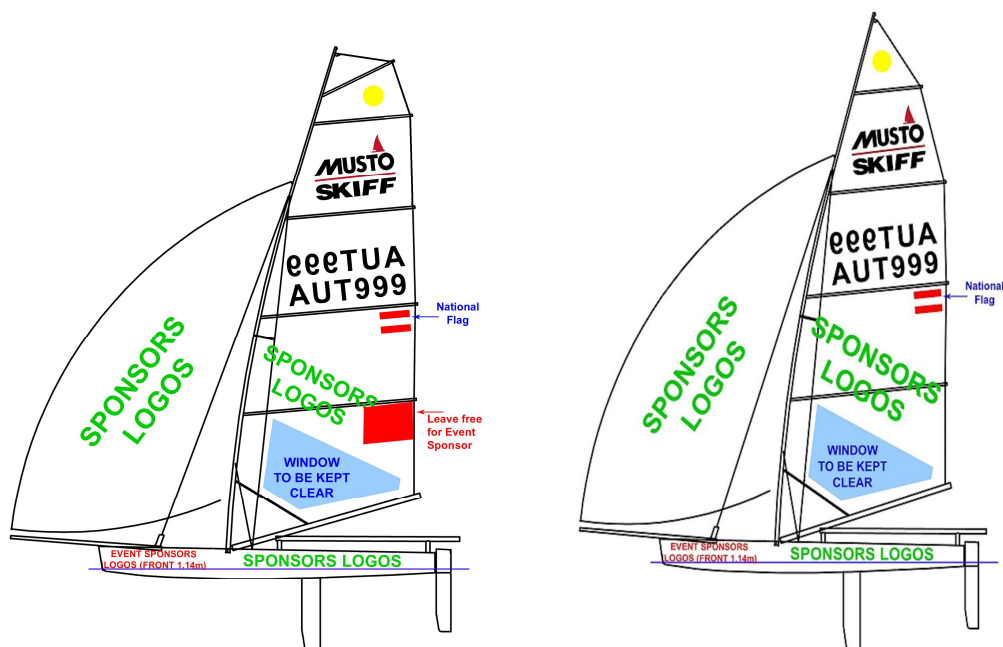 MUSTO
SKIFF
AUT999
AUT999
National
Flag
SPONSORS
LOGOS
SPONSORS
LOGOS
Leave free
for Event
Sponsor
WINDOW
TO BE KEPT
CLEAR
EVENT SPONSORS
LOGOS (FRONT 1.14m)
SPONSORS LOGOS
MUSTO
SKIFF
AUT999
AUT999
National
Flag
SPONSORS
LOGOS
SPONSORS
LOGOS
WINDOW
TO BE KEPT
CLEAR
EVENT SPONSORS
LOGOS (FRONT 1.14m)
SPONSORS LOGOS